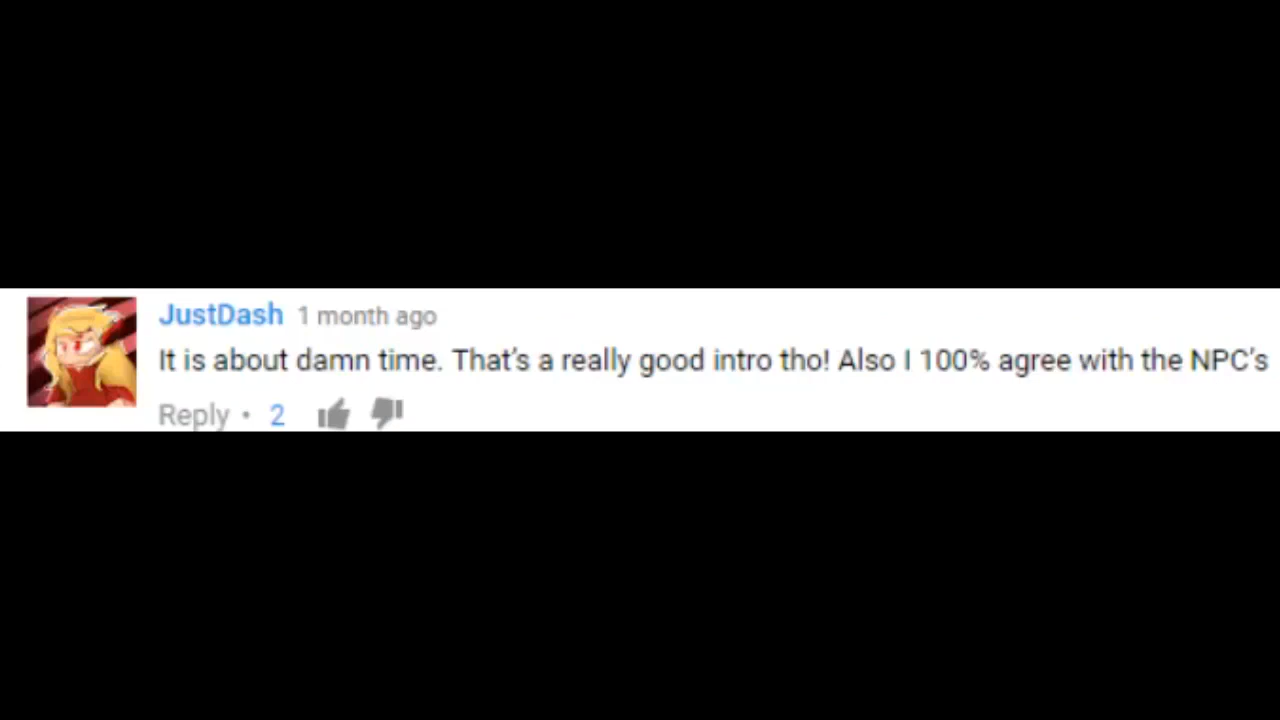 JustDash 1 month ago
It is about damn time. That's a really good intro tho! Also I 100% agree with the NPC's
Reply • 2